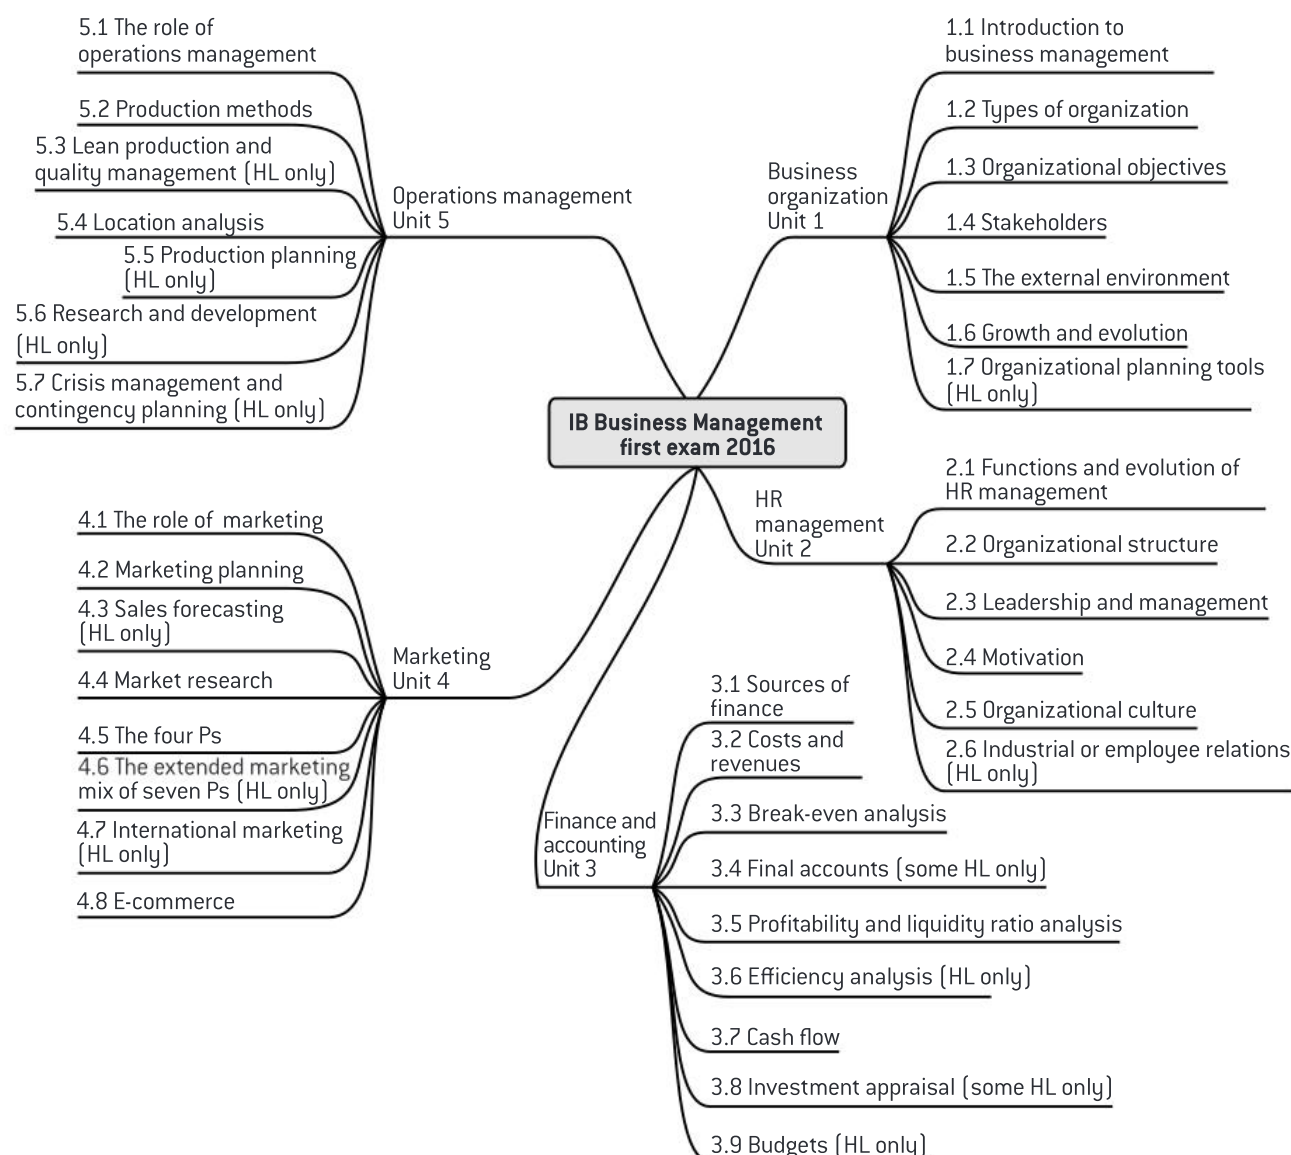 IB Business Management
first exam 2016
Business
organization
Unit 1
1.1 Introduction to
business management
1.2 Types of organization
1.3 Organizational objectives
1.4 Stakeholders
1.5 The external environment
1.6 Growth and evolution
1.7 Organizational planning tools
(HL only)
HR
management
Unit 2
2.1 Functions and evolution of
HR management
2.2 Organizational structure
2.3 Leadership and management
2.4 Motivation
2.5 Organizational culture
2.6 Industrial or employee relations
(HL only)
Finance and
accounting
Unit 3
3.1 Sources of
finance
3.2 Costs and
revenues
3.3 Break-even analysis
3.4 Final accounts (some HL only)
3.5 Profitability and liquidity ratio analysis
3.6 Efficiency analysis (HL only)
3.7 Cash flow
3.8 Investment appraisal (some HL only)
3.9 Budgets (HL only)
Marketing
Unit 4
4.1 The role of marketing
4.2 Marketing planning
4.3 Sales forecasting
(HL only)
4.4 Market research
4.5 The four Ps
4.6 The extended marketing
mix of seven Ps (HL only)
4.7 International marketing
(HL only)
4.8 E-commerce
Operations management
Unit 5
5.1 The role of
operations management
5.2 Production methods
5.3 Lean production and
quality management (HL only)
5.4 Location analysis
5.5 Production planning
(HL only)
5.6 Research and development
(HL only)
5.7 Crisis management and
contingency planning (HL only)